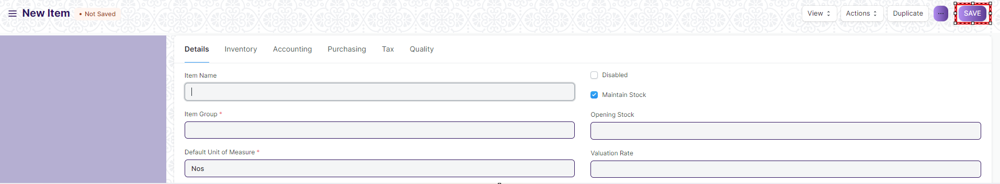 New Item • Not Saved View Actions Duplicate ... SAVE
Details Inventory Accounting Purchasing Tax Quality
Item Name
Disabled
Maintain Stock
Item Group *
Opening Stock
Default Unit of Measure *
Valuation Rate
Nos